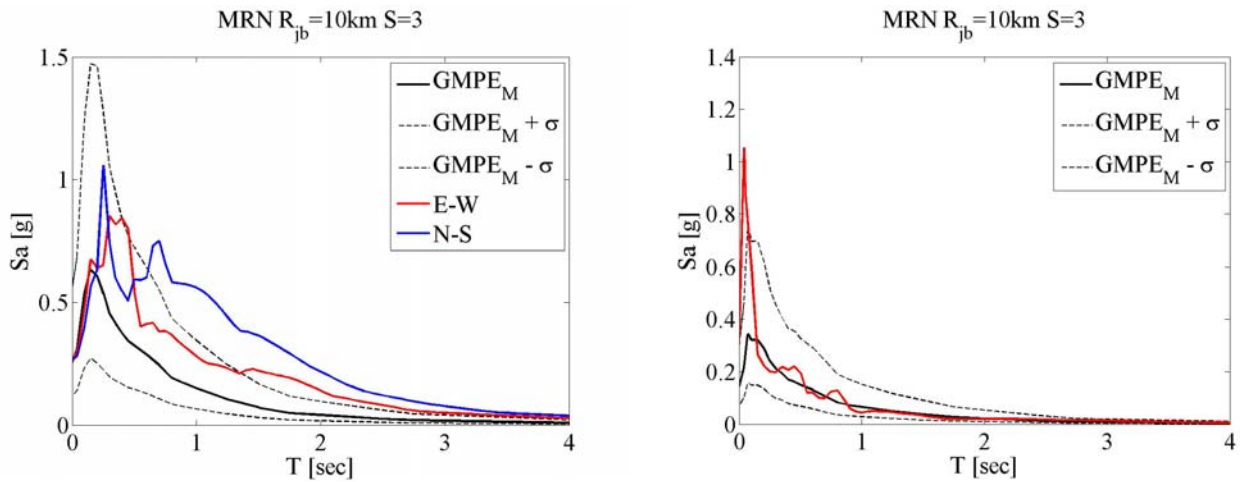 MRN R_jb=10km S=3
1.5
1
0.5
0
Sa [g]
GMPE_M
GMPE_M + σ
GMPE_M - σ
E-W
N-S
0 1 2 3 4
T [sec]
MRN R_jb=10km S=3
1.4
1.2
1
0.8
0.6
0.4
0.2
0
Sa [g]
GMPE_M
GMPE_M + σ
GMPE_M - σ
0 1 2 3 4
T [sec]